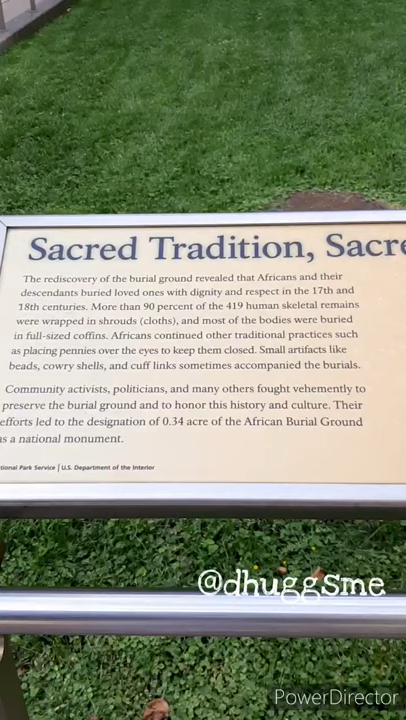 Sacred Tradition, Sacre
The rediscovery of the burial ground revealed that Africans and their
descendants buried loved ones with dignity and respect in the 17th and
18th centuries. More than 90 percent of the 419 human skeletal remains
were wrapped in shrouds (cloths), and most of the bodies were buried
in full-sized coffins. Africans continued other traditional practices such
as placing pennies over the eyes to keep them closed. Small artifacts like
beads, cowry shells, and cuff links sometimes accompanied the burials.
Community activists, politicians, and many others fought vehemently to
preserve the burial ground and to honor this history and culture. Their
efforts led to the designation of 0.34 acre of the African Burial Ground
as a national monument.
tional Park Service | U.S. Department of the Interior
@dhuggsme
PowerDirector